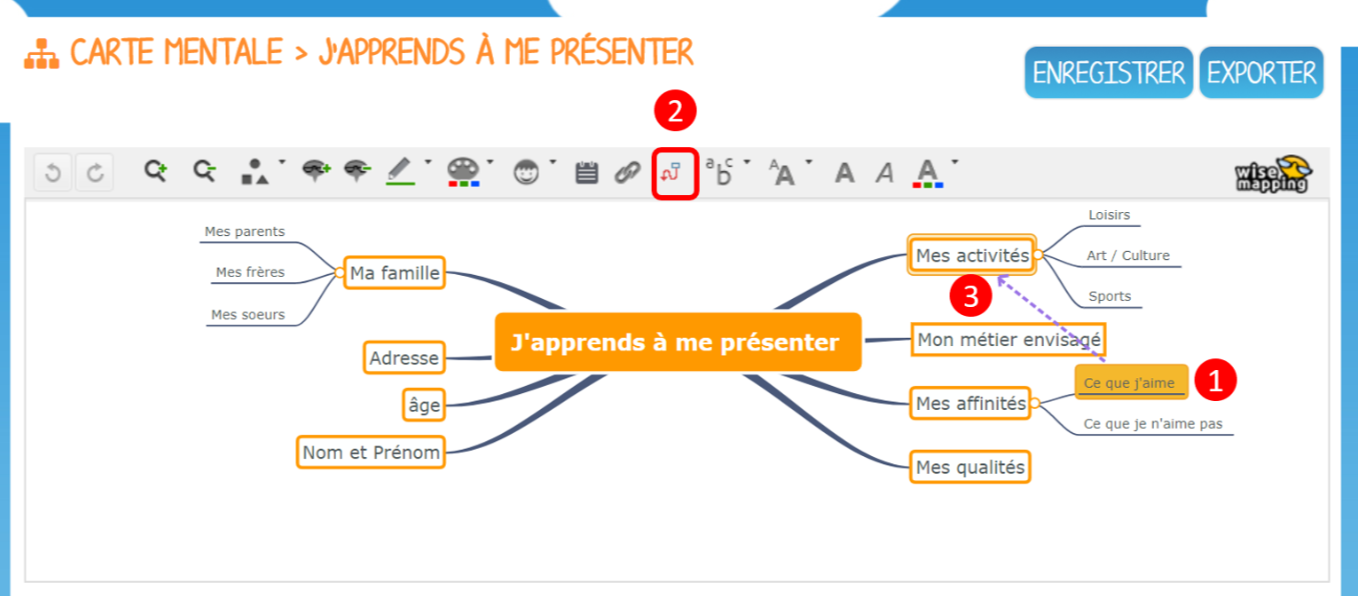 CARTE MENTALE > J'APPRENDS À ME PRÉSENTER
ENREGISTRER
EXPORTER
2
abc
AA
A
A
A
wise
mapping
Mes parents
Mes frères
Mes soeurs
Ma famille
Adresse
âge
Nom et Prénom
J'apprends à me présenter
Mes activités
Loisirs
Art / Culture
Sports
3
Mon métier envisagé
Mes affinités
Ce que j'aime
1
Ce que je n'aime pas
Mes qualités